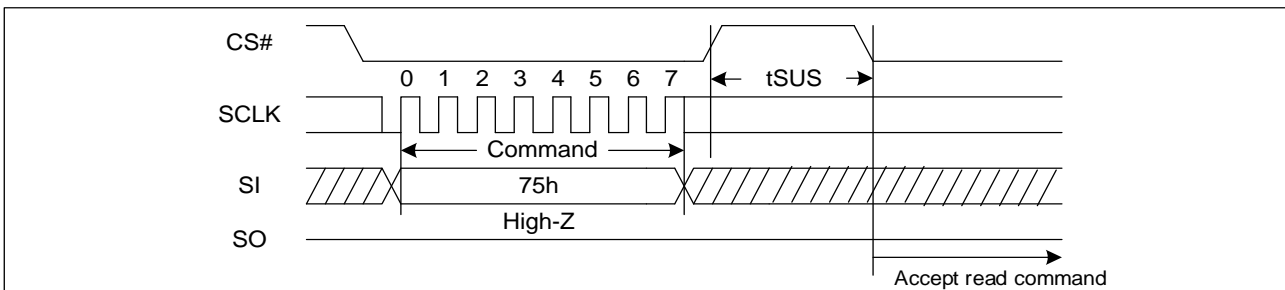 CS#
0 1 2 3 4 5 6 7
tSUS
SCLK
Command
SI
75h
High-Z
SO
Accept read command